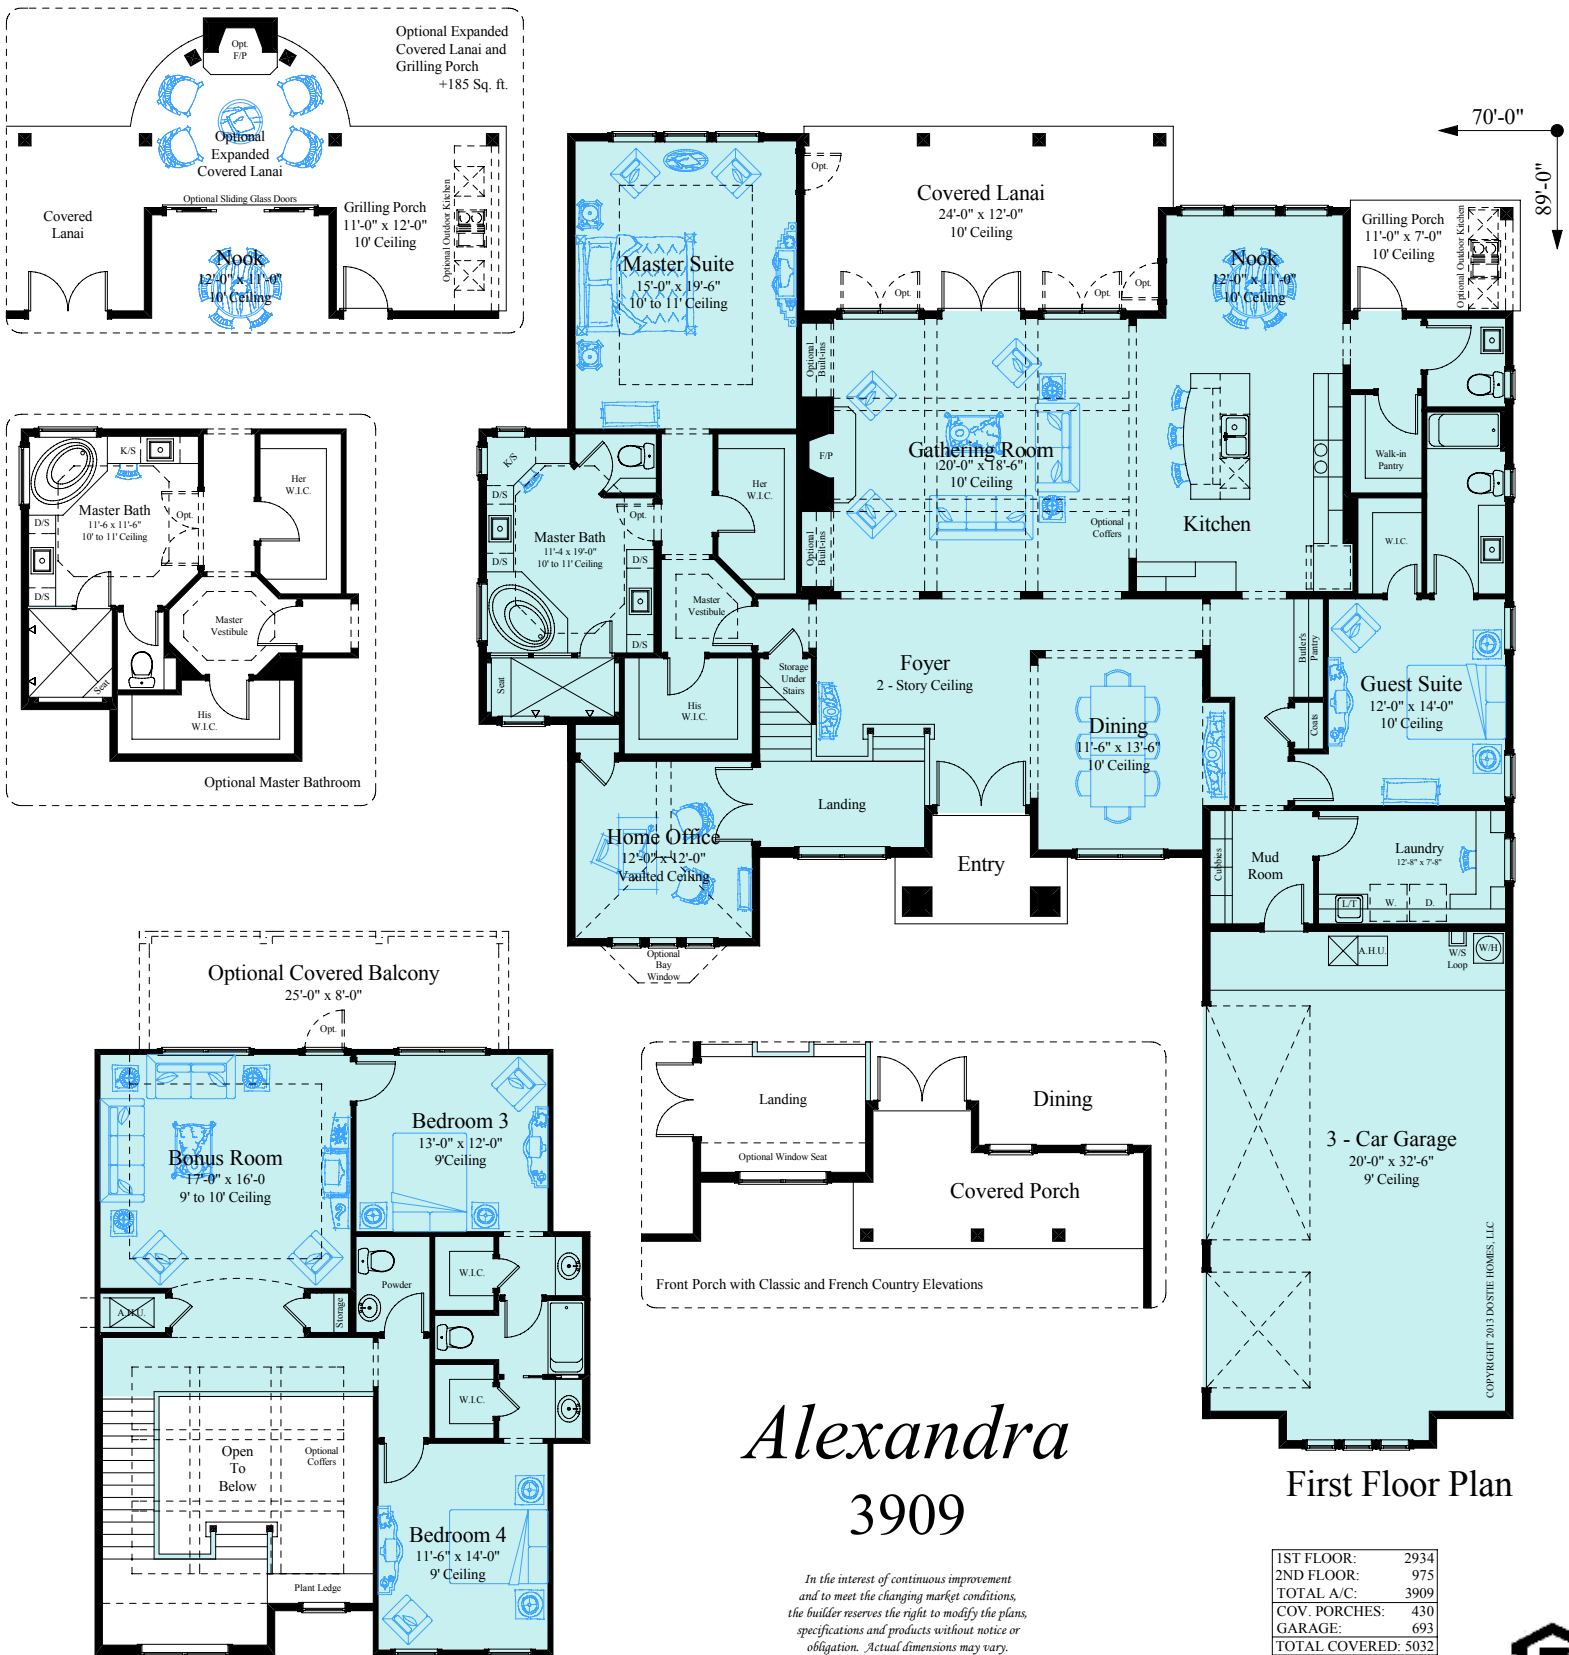 Optional Expanded
Covered Lanai and
Grilling Porch
+185 Sq. ft.
Opt.
F/P
Optional
Expanded
Covered Lanai
Optional Sliding Glass Doors
Covered
Lanai
Grilling Porch
11'-0" x 12'-0"
10' Ceiling
Optional Outdoor Kitchen
Nook
12'-0" x 11'-0"
10' Ceiling
70'-0"
89'-0"
Opt.
Covered Lanai
24'-0" x 12'-0"
10' Ceiling
Opt.
Opt.
Opt.
Grilling Porch
11'-0" x 7'-0"
10' Ceiling
Optional Outdoor Kitchen
Master Suite
15'-0" x 19'-6"
10' to 11' Ceiling
Nook
12'-0" x 11'-0"
10' Ceiling
Optional
Built-ins
F/P
Optional
Built-ins
Gathering Room
20'-0" x 18'-6"
10' Ceiling
Optional
Coffers
Kitchen
Walk-in
Pantry
W.I.C.
K/S
D/S
D/S
Opt.
Master Bath
11'-4 x 19'-0"
10' to 11' Ceiling
D/S
D/S
Her
W.I.C.
Master
Vestibule
Seat
His
W.I.C.
Storage
Under
Stairs
Foyer
2 - Story Ceiling
Butler's
Pantry
Coats
Guest Suite
12'-0" x 14'-0"
10' Ceiling
Dining
11'-6" x 13'-6"
10' Ceiling
Landing
Home Office
12'-0" x 12'-0"
Vaulted Ceiling
Optional
Bay
Window
Entry
Cubbies
Mud
Room
Laundry
12'-8" x 7'-8"
L/T
W.
D.
A.H.U.
W/S
Loop
W/H
3 - Car Garage
20'-0" x 32'-6"
9' Ceiling
COPYRIGHT 2013 DOSTIE HOMES, LLC
First Floor Plan
K/S
D/S
D/S
Master Bath
11'-6 x 11'-6"
10' to 11' Ceiling
Opt.
Her
W.I.C.
Master
Vestibule
Seat
His
W.I.C.
Optional Master Bathroom
Optional Covered Balcony
25'-0" x 8'-0"
Opt.
Bonus Room
17'-0" x 16'-0
9' to 10' Ceiling
Bedroom 3
13'-0" x 12'-0"
9'Ceiling
A.H.U.
Storage
Powder
W.I.C.
W.I.C.
Open
To
Below
Optional
Coffers
Plant Ledge
Bedroom 4
11'-6" x 14'-0"
9' Ceiling
Landing
Optional Window Seat
Dining
Covered Porch
Front Porch with Classic and French Country Elevations
Alexandra
3909
In the interest of continuous improvement
and to meet the changing market conditions,
the builder reserves the right to modify the plans,
specifications and products without notice or
obligation. Actual dimensions may vary.
1ST FLOOR: 2934
2ND FLOOR: 975
TOTAL A/C: 3909
COV. PORCHES: 430
GARAGE: 693
TOTAL COVERED: 5032